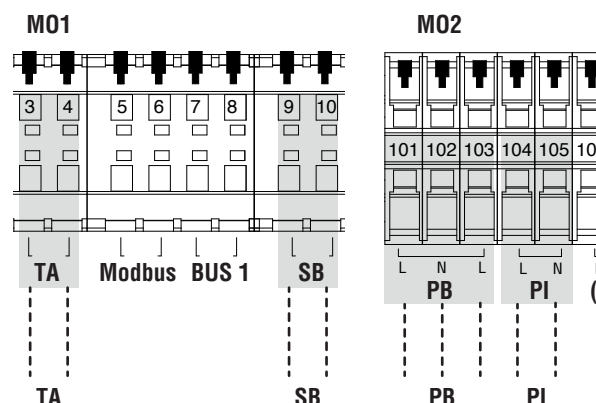 MO1 MO2
3 4 5 6 7 8 9 10
101 102 103 104 105 10
L N L L N
TA Modbus BUS 1 SB PB PI (
TA SB PB PI